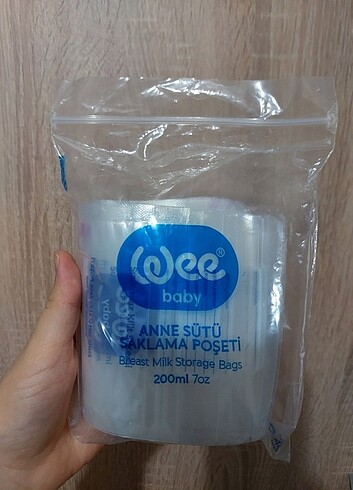 wee®
baby
ANNE SÜTÜ
SAKLAMA POŞETİ
Breast Milk Storage Bags
200ml 7oz